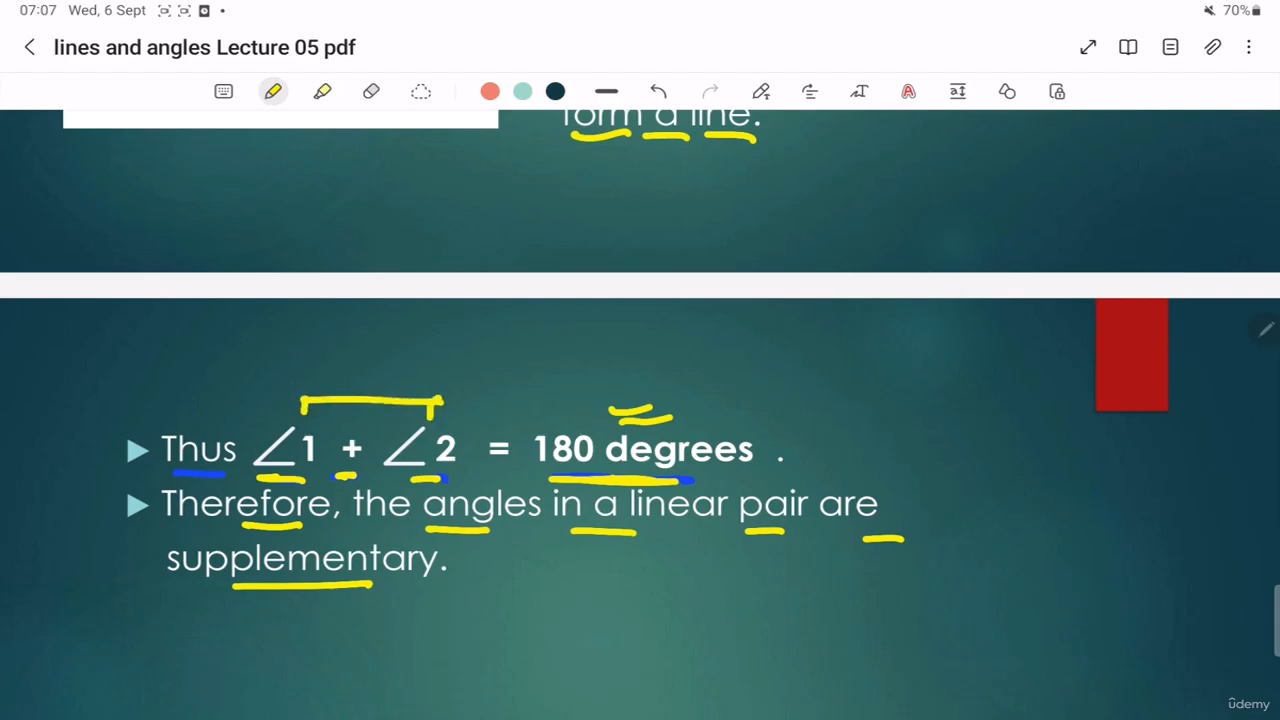 07:07 Wed, 6 Sept
70%
lines and angles Lecture 05 pdf
form a line.
Thus ∠1 + ∠2 = 180 degrees .
Therefore, the angles in a linear pair are
supplementary.
ûdemy